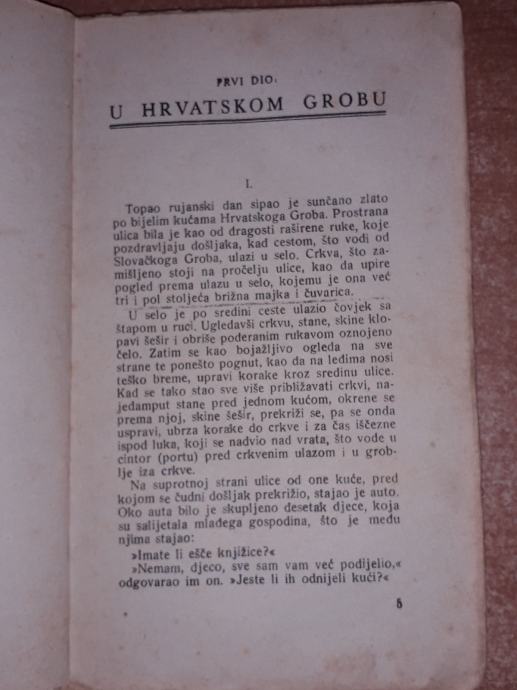 PRVI DIO:
U HRVATSKOM GROBU
I.
Topao rujanski dan sipao je sunčano zlato
po bijelim kućama Hrvatskoga Groba. Prostrana
ulica bila je kao od dragosti raširene ruke, koje
pozdravljaju došljaka, kad cestom, što vodi od
Slovačkoga Groba, ulazi u selo. Crkva, što za-
mišljeno stoji na pročelju ulice, kao da upire
pogled prema ulazu u selo, kojemu je ona već
tri i pol stoljeća brižna majka i čuvarica.
U selo je po sredini ceste ulazio čovjek sa
štapom u ruci. Ugledavši crkvu, stane, skine klo-
pavi šešir i obriše poderanim rukavom oznojeno
čelo. Zatim se kao bojažljivo ogleda na sve
strane te ponešto pognut, kao da na leđima nosi
teško breme, upravi korake kroz sredinu ulice.
Kad se tako stao sve više približavati crkvi, na-
jedamput stane pred jednom kućom, okrene se
prema njoj, skine šešir, prekriži se, pa se onda
uspravi, ubrza korake do crkve i za čas iščezne
ispod luka, koji se nadvio nad vrata, što vode u
cintor (portu) pred crkvenim ulazom i u grob-
lje iza crkve.
Na suprotnoj strani ulice od one kuće, pred
kojom se čudni došljak prekrižio, stajao je auto.
Oko auta bilo je skupljeno desetak djece, koja
su salijetala mlađega gospodina, što je među
njima stajao:
»Imate li ešče knjižice?«
»Nemam, djeco, sve sam vam već podijelio,«
odgovarao im on. »Jeste li ih odnijeli kući?«
5